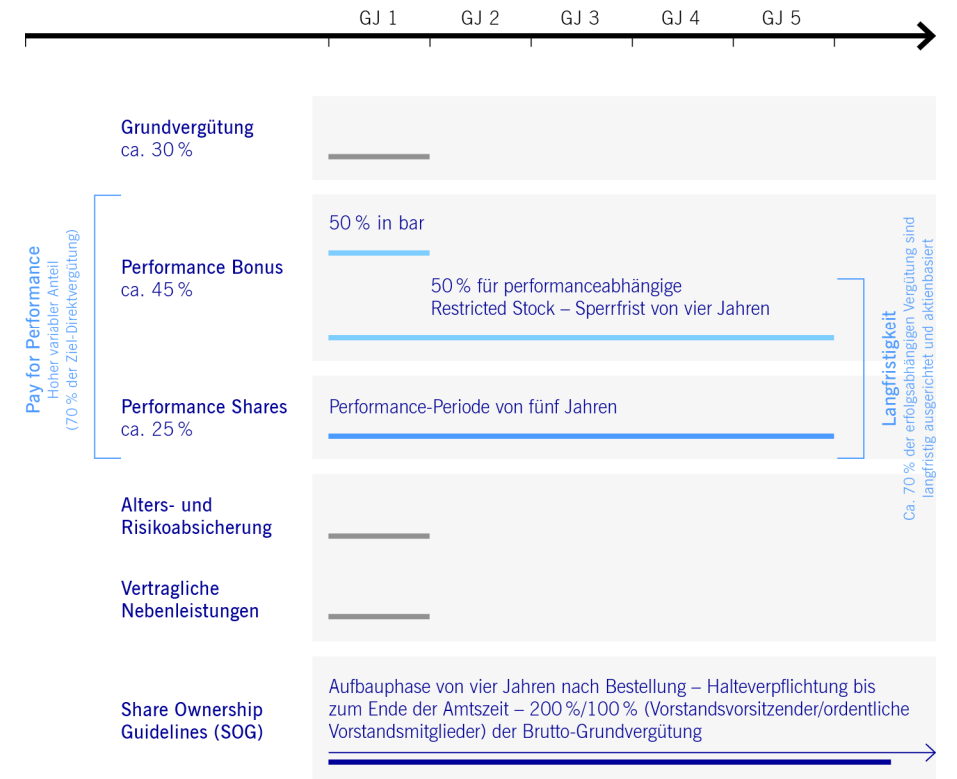 GJ 1 GJ 2 GJ 3 GJ 4 GJ 5
Grundvergütung
ca. 30 %
Pay for Performance
Hoher variabler Anteil
(70 % der Ziel-Direktvergütung)
Performance Bonus
ca. 45 %
50 % in bar
50 % für performanceabhängige
Restricted Stock – Sperrfrist von vier Jahren
Performance Shares
ca. 25 %
Performance-Periode von fünf Jahren
Langfristigkeit
Ca. 70 % der erfolgsabhängigen Vergütung sind
langfristig ausgerichtet und aktienbasiert
Alters- und
Risikoabsicherung
Vertragliche
Nebenleistungen
Share Ownership
Guidelines (SOG)
Aufbauphase von vier Jahren nach Bestellung – Halteverpflichtung bis
zum Ende der Amtszeit – 200 %/100 % (Vorstandsvorsitzender/ordentliche
Vorstandsmitglieder) der Brutto-Grundvergütung